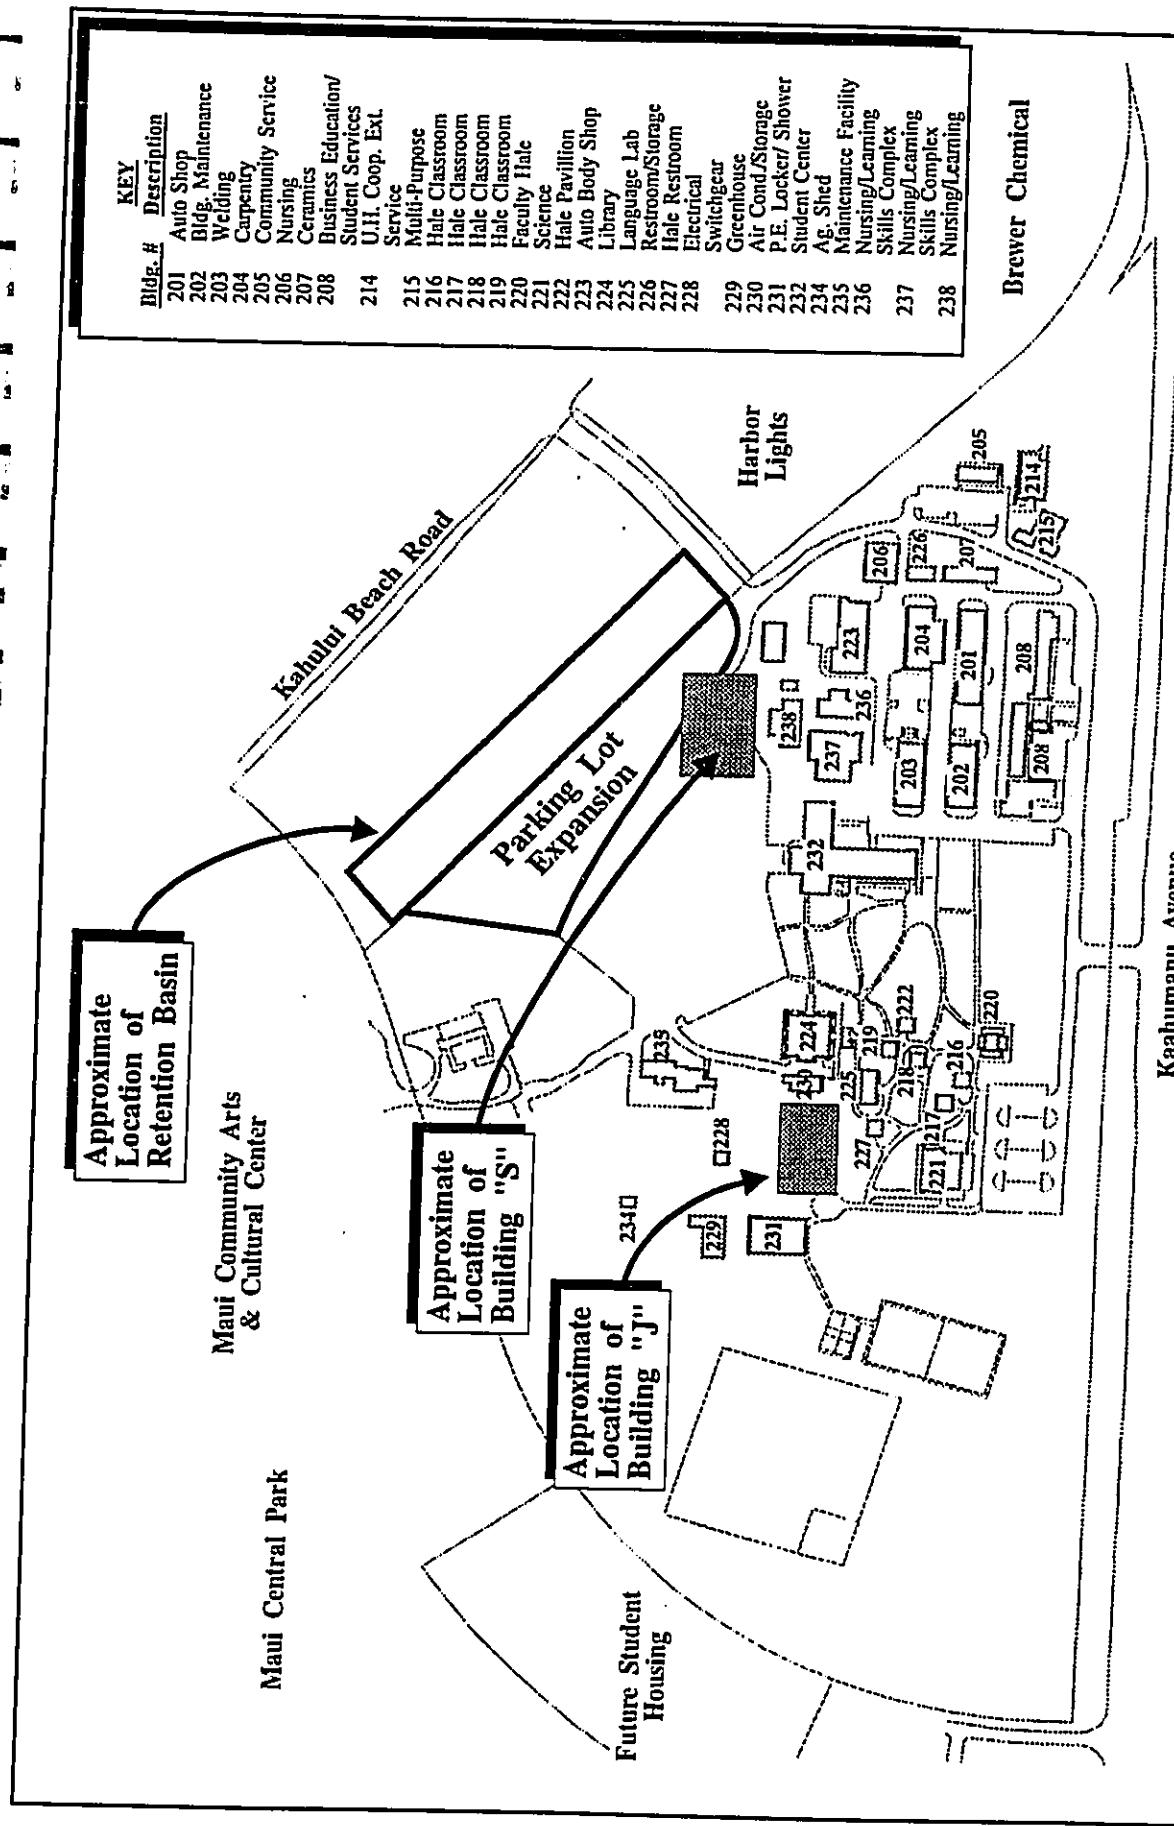 KEY
Bldg. # Description
201 Auto Shop
202 Bldg. Maintenance
203 Welding
204 Carpentry
205 Community Service
206 Nursing
207 Ceramics
208 Business Education/
Student Services
214 U.H. Coop. Ext.
Service
215 Multi-Purpose
216 Hale Classroom
217 Hale Classroom
218 Hale Classroom
219 Hale Classroom
220 Faculty Hale
221 Science
222 Hale Pavillion
223 Auto Body Shop
224 Library
225 Language Lab
226 Restroom/Storage
227 Hale Restroom
228 Electrical
Switchgear
229 Greenhouse
230 Air Cond/Storage
231 P.E. Locker/ Shower
232 Student Center
234 Ag. Shed
235 Maintenance Facility
236 Nursing/Learning
Skills Complex
237 Nursing/Learning
Skills Complex
238 Nursing/Learning
Approximate
Location of
Retention Basin
Maui Community Arts
& Cultural Center
Maui Central Park
Kahului Beach Road
Parking Lot
Expansion
Harbor
Lights
Brewer Chemical
Approximate
Location of
Building "S"
Approximate
Location of
Building "J"
Future Student
Housing
234
228
229
231
235
230
224
225
227
219
222
218
216
217
221
220
232
238
237
236
223
206
226
207
205
214
215
203
204
202
201
208
208
Kaahumanu Avenue